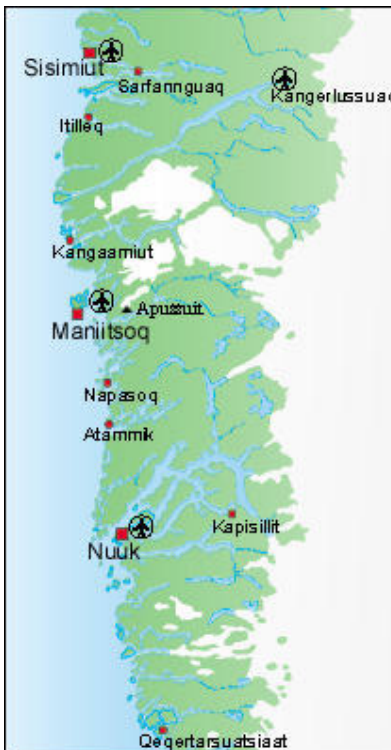 Sisimiut
Sarfannguaq
Kangerlussuaq
Itilleq
Kangaamiut
Apussuit
Maniitsoq
Napasoq
Atammik
Kapisillit
Nuuk
Qeqertarsuatsiaat